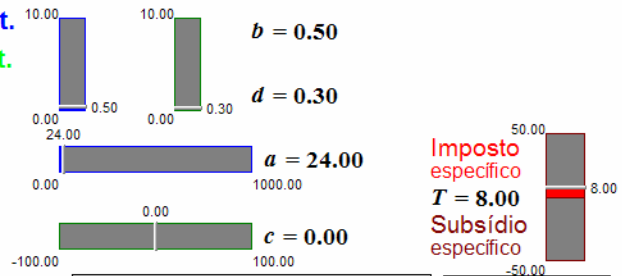 t.
10.00
10.00
b = 0.50
t.
d = 0.30
0.00
0.50
0.00
0.30
24.00
a = 24.00
0.00
1000.00
0.00
c = 0.00
-100.00
100.00
50.00
Imposto
específico
T = 8.00
8.00
Subsídio
específico
-50.00